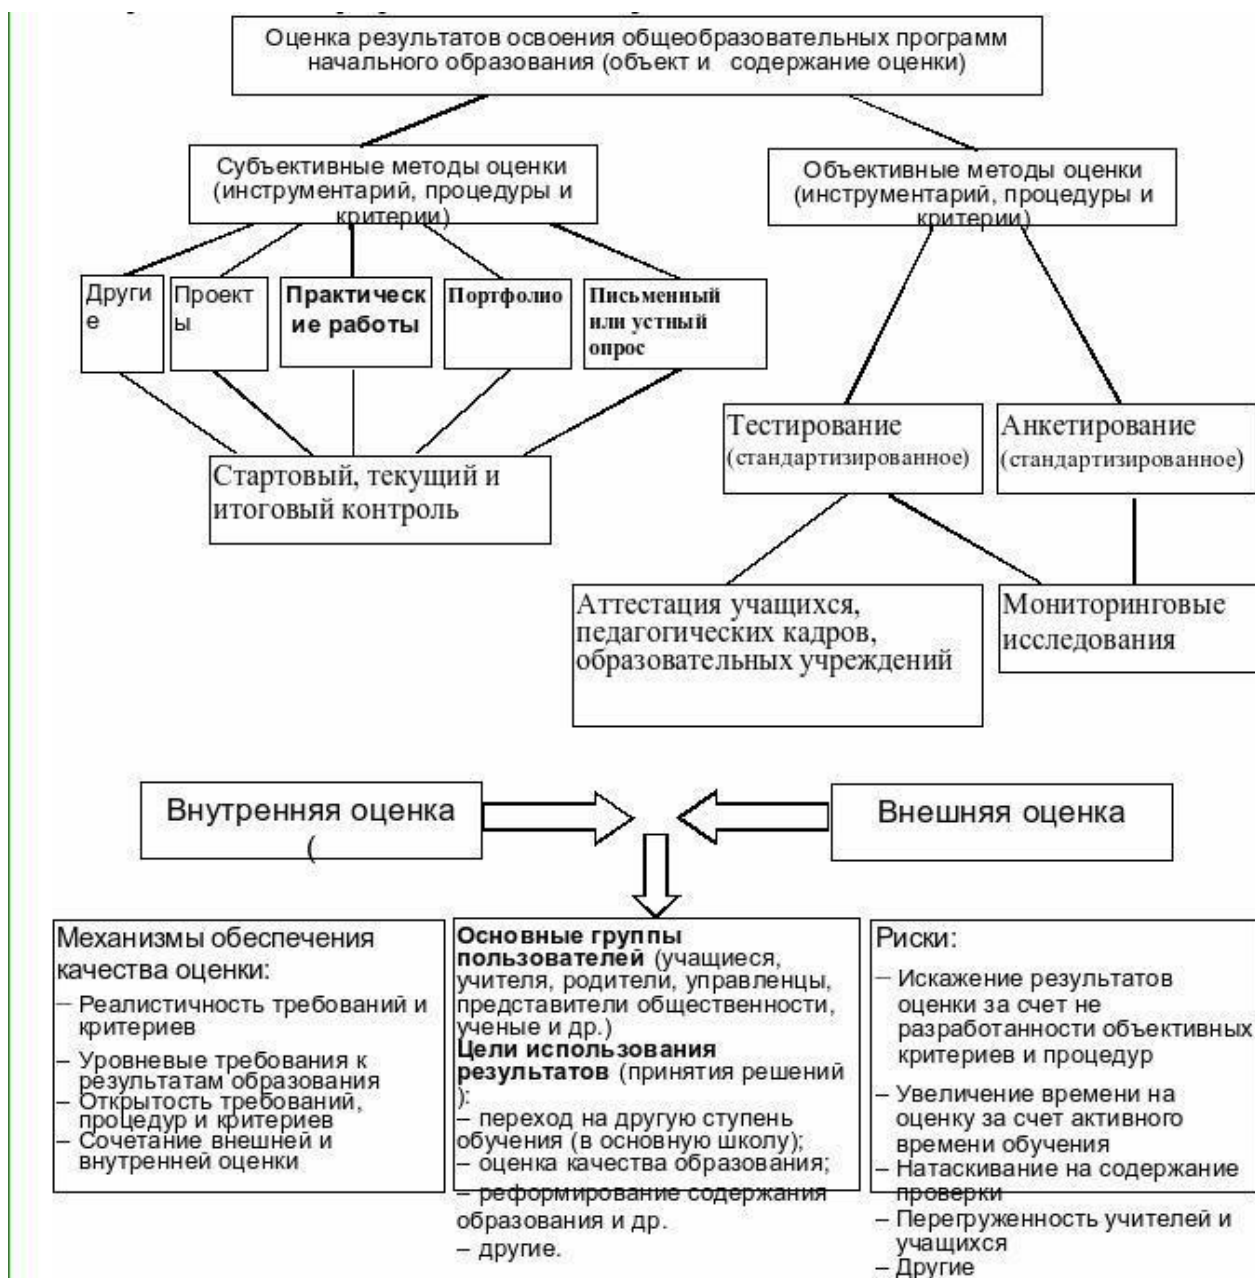 Оценка результатов освоения общеобразовательных программ
начального образования (объект и содержание оценки)
Субъективные методы оценки
(инструментарий, процедуры и
критерии)
Объективные методы оценки
(инструментарий, процедуры и
критерии)
Други
е
Проект
ы
Практическ
ие работы
Портфолио
Письменный
или устный
опрос
Тестирование
(стандартизированное)
Анкетирование
(стандартизированное)
Стартовый, текущий и
итоговый контроль
Аттестация учащихся,
педагогических кадров,
образовательных учреждений
Мониторинговые
исследования
Внутренняя оценка
(
Внешняя оценка
Механизмы обеспечения
качества оценки:
– Реалистичность требований и
критериев
– Уровневые требования к
результатам образования
– Открытость требований,
процедур и критериев
– Сочетание внешней и
внутренней оценки
Основные группы
пользователей (учащиеся,
учителя, родители, управленцы,
представители общественности,
ученые и др.)
Цели использования
результатов (принятия решений
):
– переход на другую ступень
обучения (в основную школу);
– оценка качества образования;
– реформирование содержания
образования и др.
– другие.
Риски:
– Искажение результатов
оценки за счет не
разработанности объективных
критериев и процедур
– Увеличение времени на
оценку за счет активного
времени обучения
– Натаскивание на содержание
проверки
– Перегруженность учителей и
учащихся
– Другие